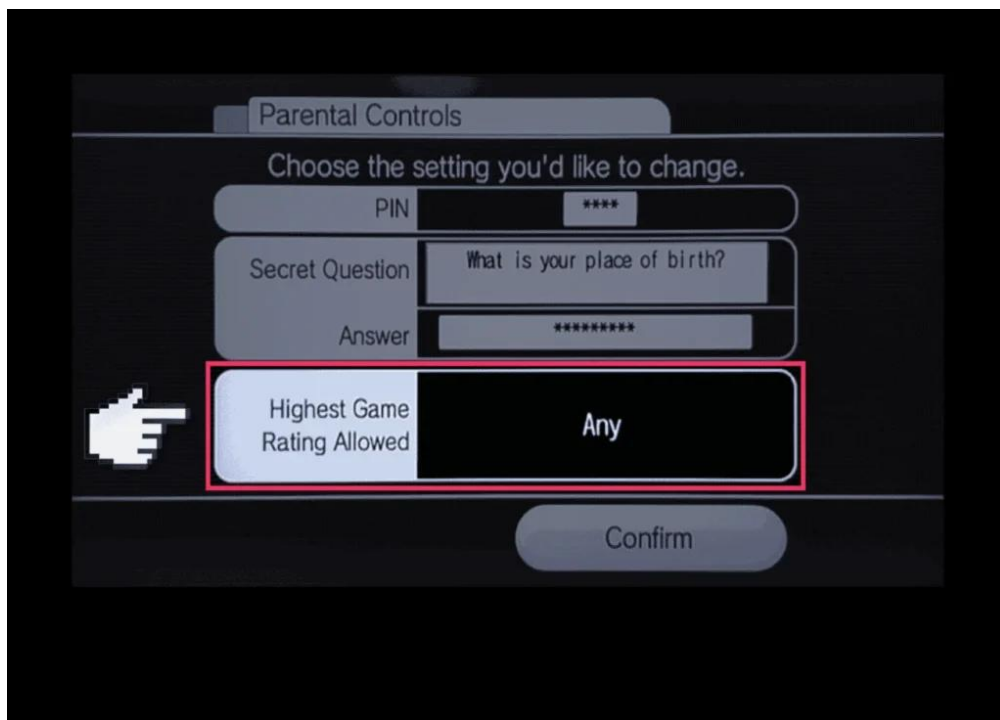 Parental Controls
Choose the setting you'd like to change.
PIN
****
Secret Question
What is your place of birth?
Answer
*********
Highest Game
Rating Allowed
Any
Confirm